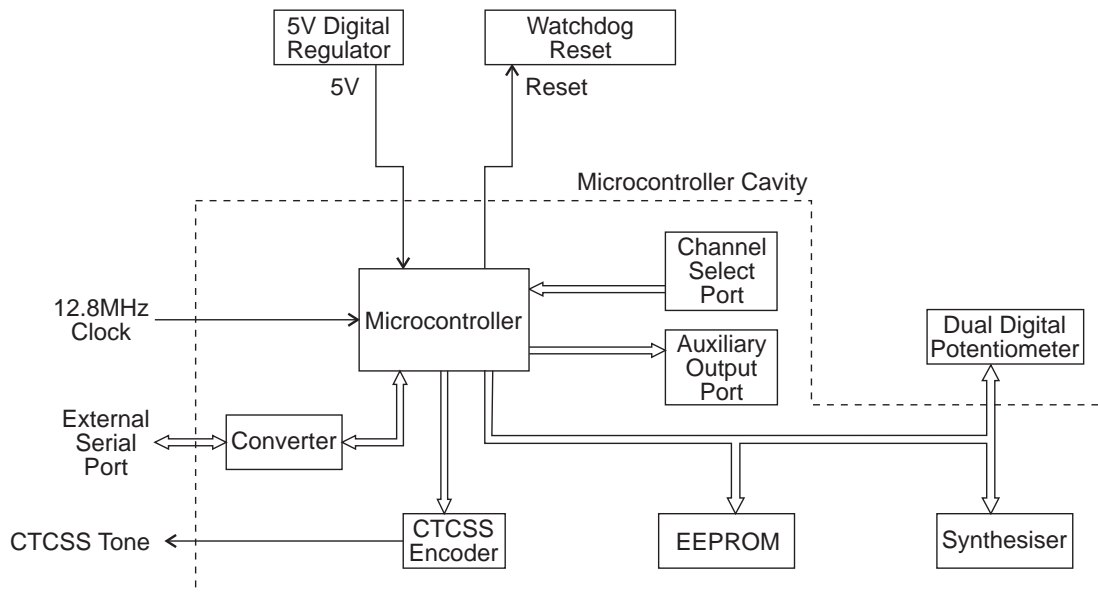 5V Digital
Regulator
Watchdog
Reset
5V
Reset
Microcontroller Cavity
Channel
Select
Port
12.8MHz
Clock
Microcontroller
Auxiliary
Output
Port
Dual Digital
Potentiometer
External
Serial
Port
Converter
CTCSS Tone
CTCSS
Encoder
EEPROM
Synthesiser